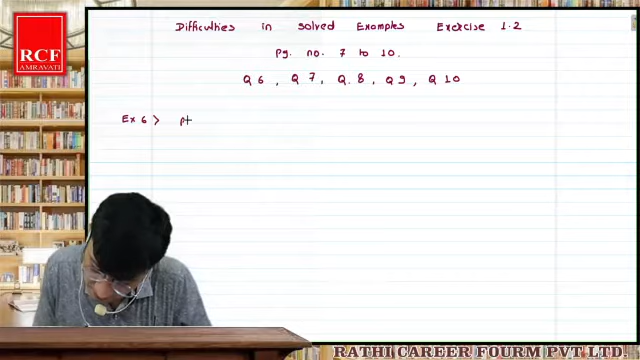 RCF
AMRAVATI
Difficulties in solved Examples Exercise 1.2
Pg. no. 7 to 10.
Q 6 , Q 7, Q. 8 , Q 9 , Q 10
Ex 6 >
RATHI CAREER FOURM PVT LTD.